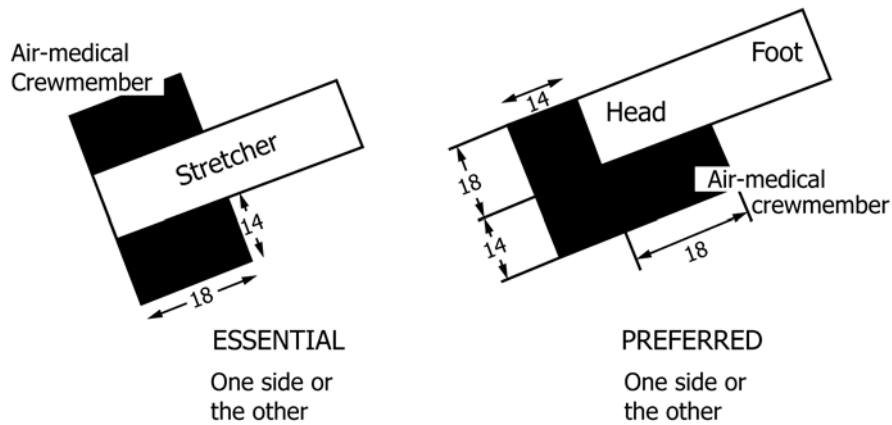 Air-medical
Crewmember
Stretcher
14
18
ESSENTIAL
One side or
the other
14
Foot
Head
18
14
Air-medical
crewmember
18
PREFERRED
One side or
the other